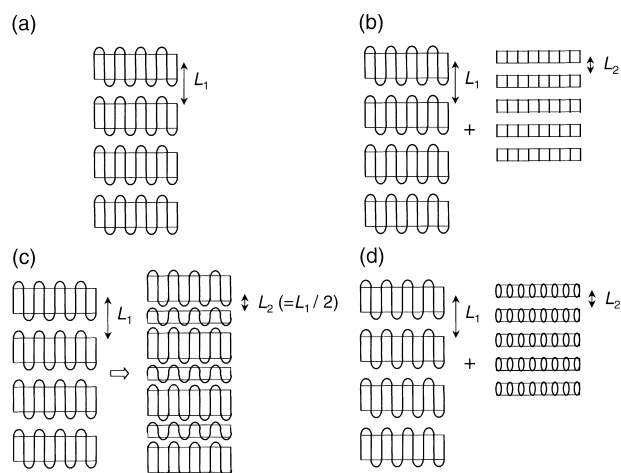 (a)
L₁
(b)
L₁
+
L₂
(c)
L₁
⇨
L₂ (=L₁ / 2)
(d)
L₁
+
L₂